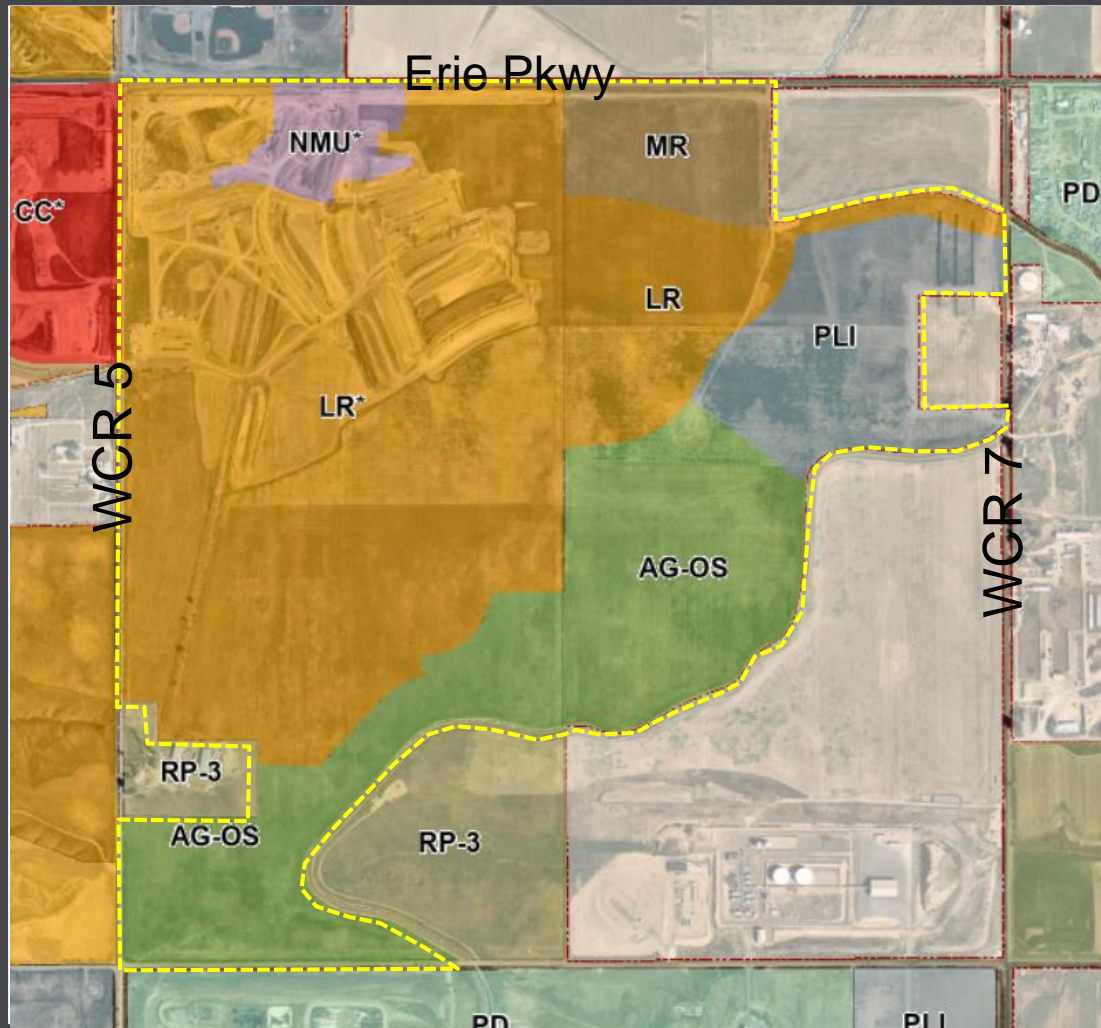 Erie Pkwy
NMU*
MR
CC*
PD
LR
PLI
WCR 5
LR*
WCR 7
AG-OS
RP-3
AG-OS
RP-3
PD
PLI